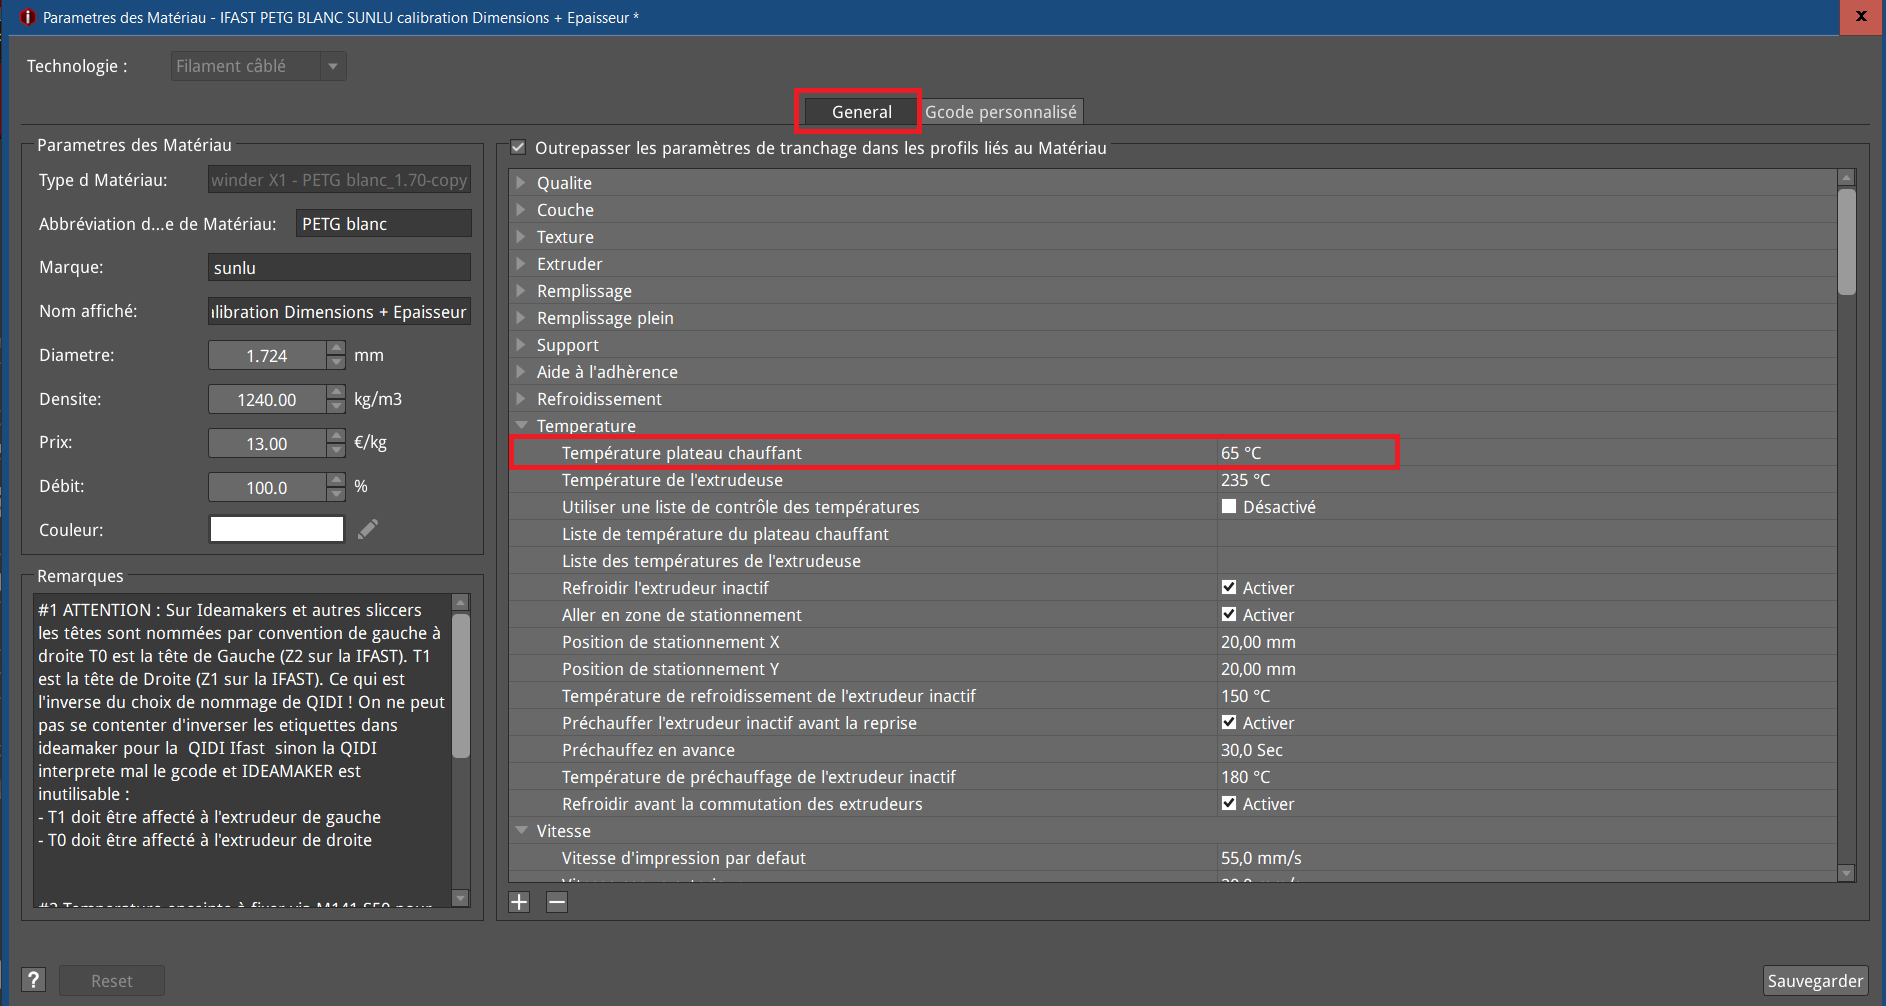 Parametres des Matériau - IFAST PETG BLANC SUNLU calibration Dimensions + Epaisseur *
x
Technologie :
Filament câblé
General
Gcode personnalisé
Parametres des Matériau
Type d Matériau:
winder X1 - PETG blanc_1.70-copy
Abbréviation d...e de Matériau:
PETG blanc
Marque:
sunlu
Nom affiché:
libration Dimensions + Epaisseur
Diametre:
1.724
mm
Densite:
1240.00
kg/m3
Prix:
13.00
€/kg
Débit:
100.0
%
Couleur:
Remarques
#1 ATTENTION : Sur Ideamakers et autres sliccers
les têtes sont nommées par convention de gauche à
droite T0 est la tête de Gauche (Z2 sur la IFAST). T1
est la tête de Droite (Z1 sur la IFAST). Ce qui est
l'inverse du choix de nommage de QIDI ! On ne peut
pas se contenter d'inverser les etiquettes dans
ideamaker pour la  QIDI Ifast  sinon la QIDI
interprete mal le gcode et IDEAMAKER est
inutilisable :
- T1 doit être affecté à l'extrudeur de gauche
- T0 doit être affecté à l'extrudeur de droite
#2 Temperature enceinte à fixer via M141 S50 pour
Outrepasser les paramètres de tranchage dans les profils liés au Matériau
Qualite
Couche
Texture
Extruder
Remplissage
Remplissage plein
Support
Aide à l'adhèrence
Refroidissement
Temperature
Température plateau chauffant 65 °C
Température de l'extrudeuse 235 °C
Utiliser une liste de contrôle des températures Désactivé
Liste de température du plateau chauffant
Liste des températures de l'extrudeuse
Refroidir l'extrudeur inactif Activer
Aller en zone de stationnement Activer
Position de stationnement X 20,00 mm
Position de stationnement Y 20,00 mm
Température de refroidissement de l'extrudeur inactif 150 °C
Préchauffer l'extrudeur inactif avant la reprise Activer
Préchauffez en avance 30,0 Sec
Température de préchauffage de l'extrudeur inactif 180 °C
Refroidir avant la commutation des extrudeurs Activer
Vitesse
Vitesse d'impression par defaut 55,0 mm/s
?
Reset
Sauvegarder